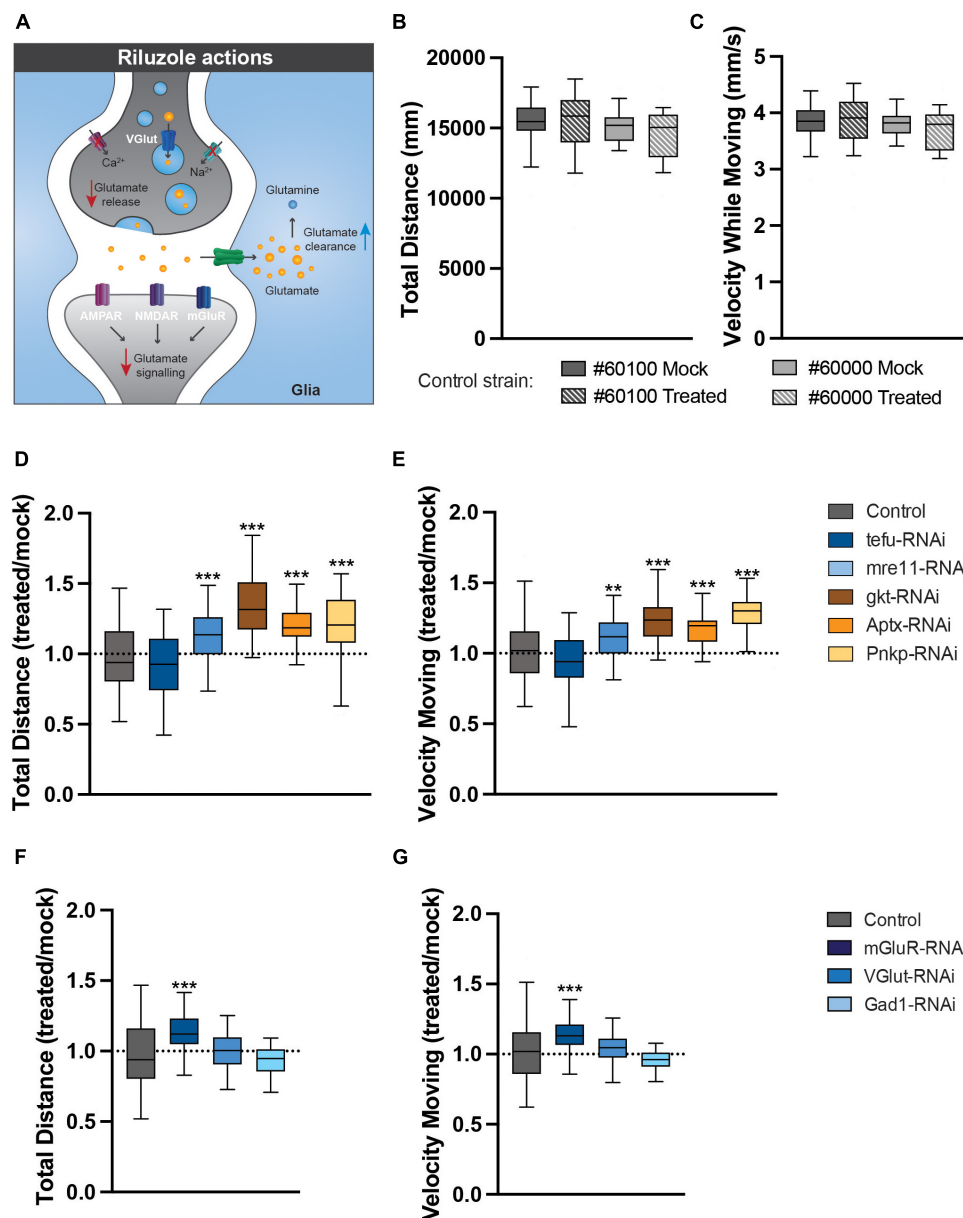 A
Riluzole actions
VGlut
Ca²⁺
Na²⁺
Glutamate
release
Glutamine
Glutamate
clearance
Glutamate
AMPAR NMDAR mGluR
Glutamate
signalling
Glia
B
Total Distance (mm)
20000
15000
10000
5000
0
C
Velocity While Moving (mm/s)
5
4
3
2
1
0
Control strain:
#60100 Mock
#60100 Treated
#60000 Mock
#60000 Treated
D
Total Distance (treated/mock)
2.0
1.5
1.0
0.5
0.0
***
***
***
***
E
Velocity Moving (treated/mock)
2.0
1.5
1.0
0.5
0.0
**
***
***
***
Control
tefu-RNAi
mre11-RNA
gkt-RNAi
Aptx-RNAi
Pnkp-RNAi
F
Total Distance (treated/mock)
2.0
1.5
1.0
0.5
0.0
***
G
Velocity Moving (treated/mock)
2.0
1.5
1.0
0.5
0.0
***
Control
mGluR-RNA
VGlut-RNAi
Gad1-RNAi